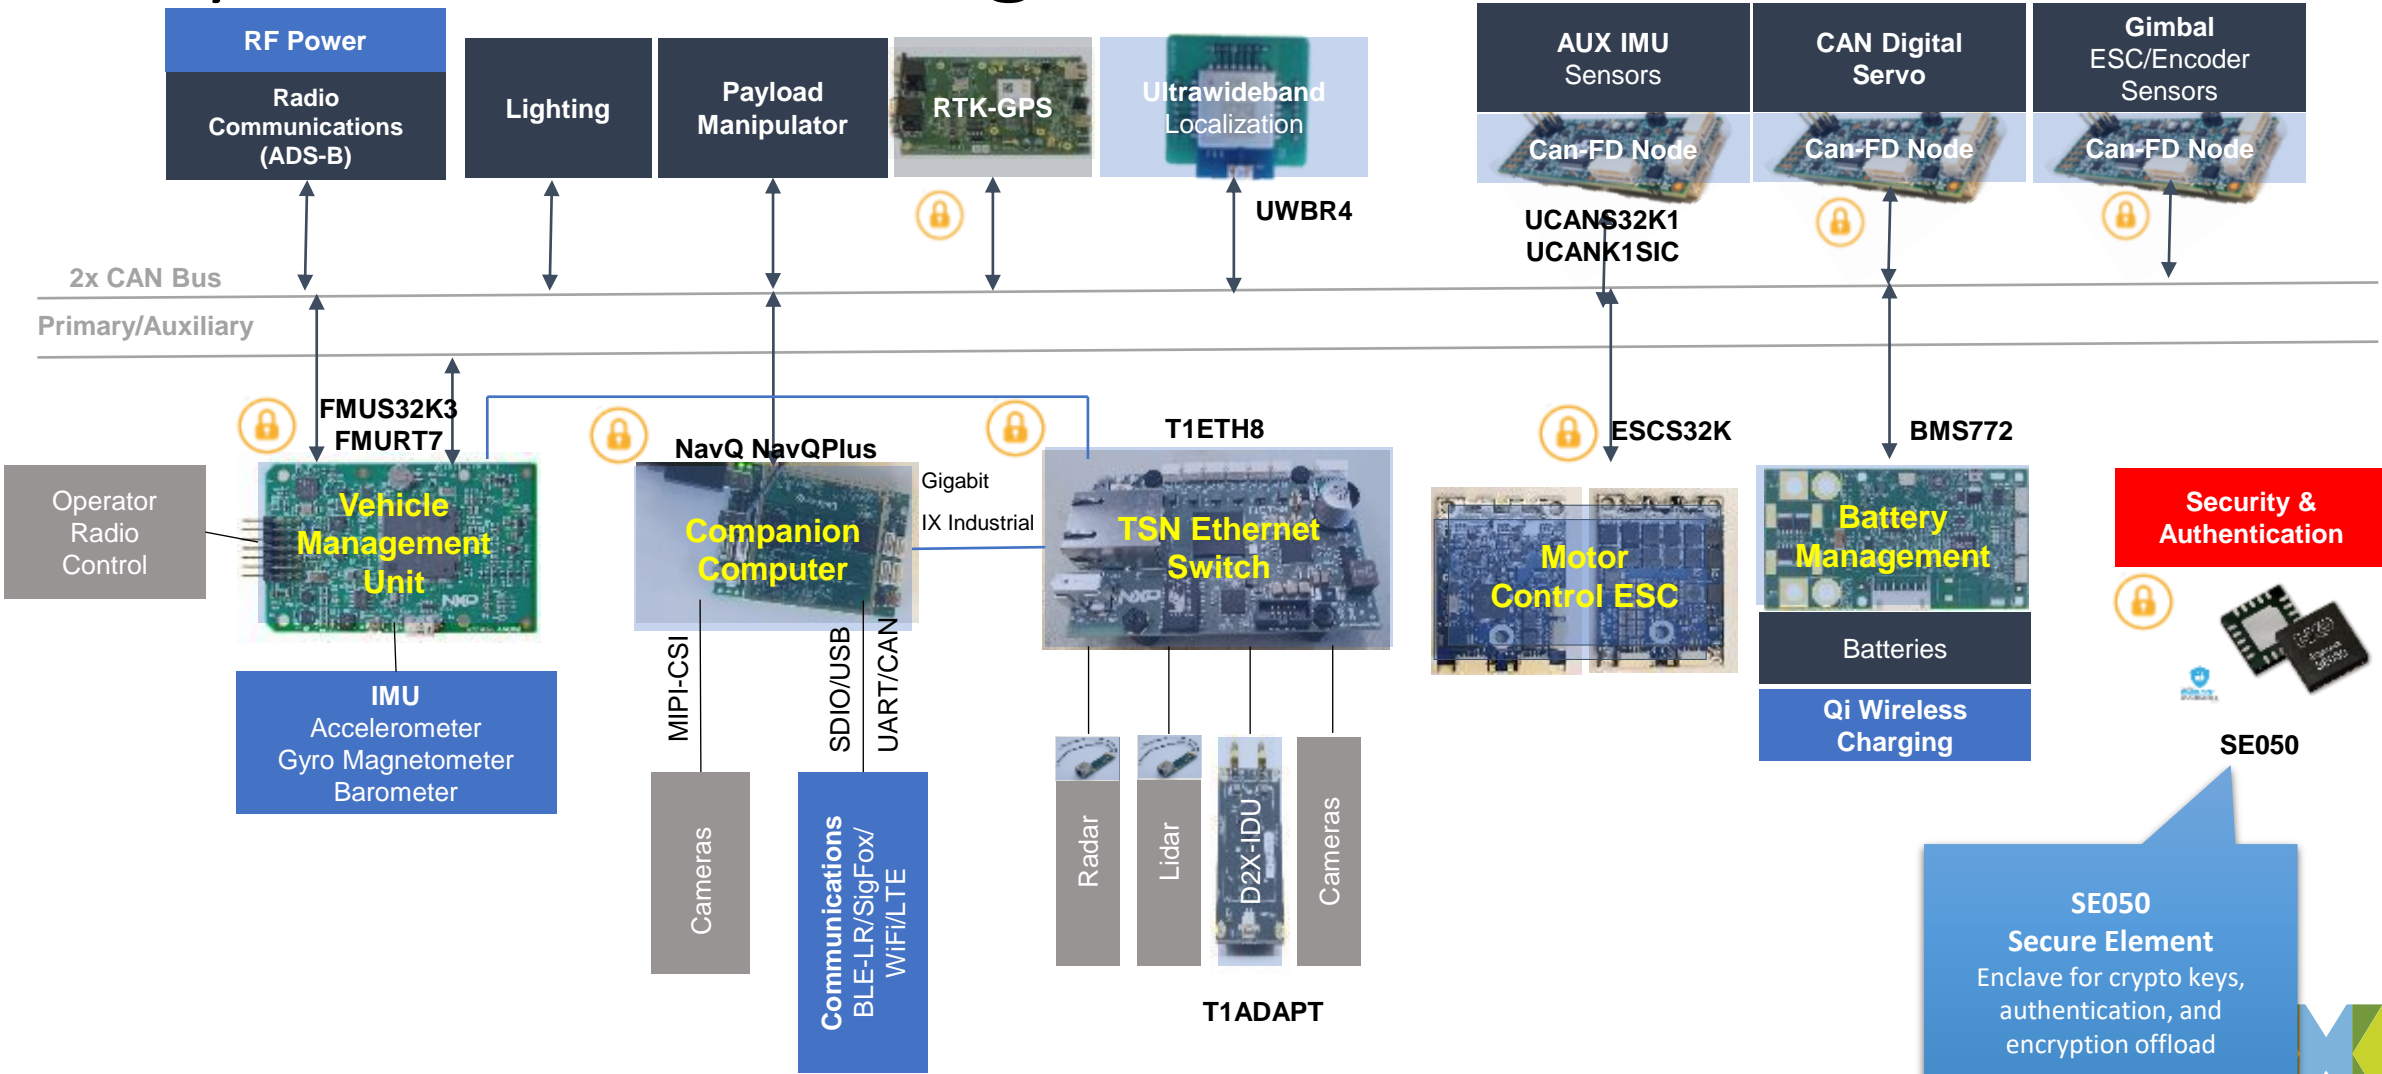 RF Power
Radio
Communications
(ADS-B)
Lighting
Payload
Manipulator
RTK-GPS
Ultrawideband
Localization
UWBR4
AUX IMU
Sensors
CAN Digital
Servo
Gimbal
ESC/Encoder
Sensors
Can-FD Node
Can-FD Node
Can-FD Node
UCANS32K1
UCANK1SIC
2x CAN Bus
Primary/Auxiliary
FMUS32K3
FMURT7
NavQ NavQPlus
T1ETH8
ESCS32K
BMS772
Operator
Radio
Control
Vehicle
Management
Unit
NXP
Companion
Computer
Gigabit
IX Industrial
TSN Ethernet
Switch
NXP
Motor
Control ESC
Battery
Management
Batteries
Qi Wireless
Charging
Security &
Authentication
SE050
IMU
Accelerometer
Gyro Magnetometer
Barometer
MIPI-CSI
SDIO/USB
UART/CAN
Cameras
Communications
BLE-LR/SigFox/
WiFi/LTE
Radar
Lidar
D2X-IDU
Cameras
T1ADAPT
SE050
Secure Element
Enclave for crypto keys,
authentication, and
encryption offload